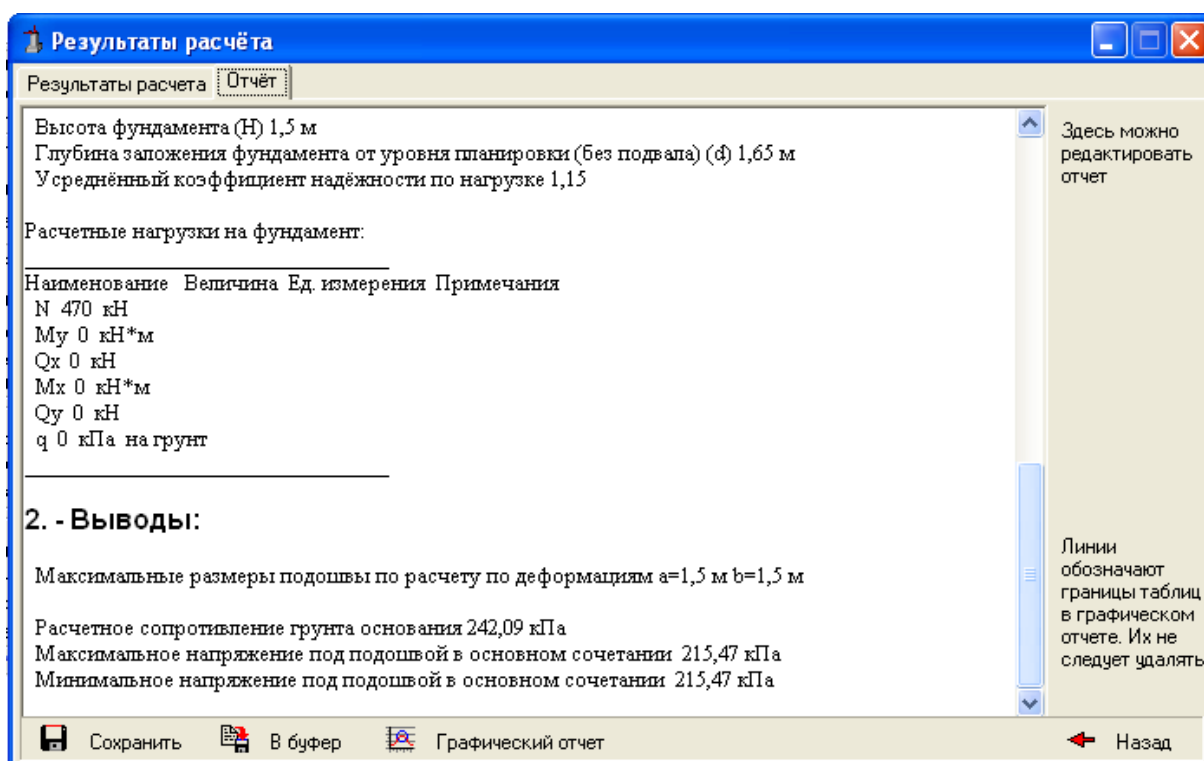 Результаты расчёта
Результаты расчета
Отчёт
Высота фундамента (Н) 1,5 м
Глубина заложения фундамента от уровня планировки (без подвала) (d) 1,65 м
Усреднённый коэффициент надёжности по нагрузке 1,15
Расчетные нагрузки на фундамент:
Наименование Величина Ед. измерения Примечания
N 470 кН
My 0 кН*м
Qx 0 кН
Mx 0 кН*м
Qy 0 кН
q 0 кПа на грунт
2. - Выводы:
Максимальные размеры подошвы по расчету по деформациям a=1,5 м b=1,5 м
Расчетное сопротивление грунта основания 242,09 кПа
Максимальное напряжение под подошвой в основном сочетании 215,47 кПа
Минимальное напряжение под подошвой в основном сочетании 215,47 кПа
Здесь можно
редактировать
отчет
Линии
обозначают
границы таблиц
в графическом
отчете. Их не
следует удалять
Сохранить
В буфер
Графический отчет
Назад